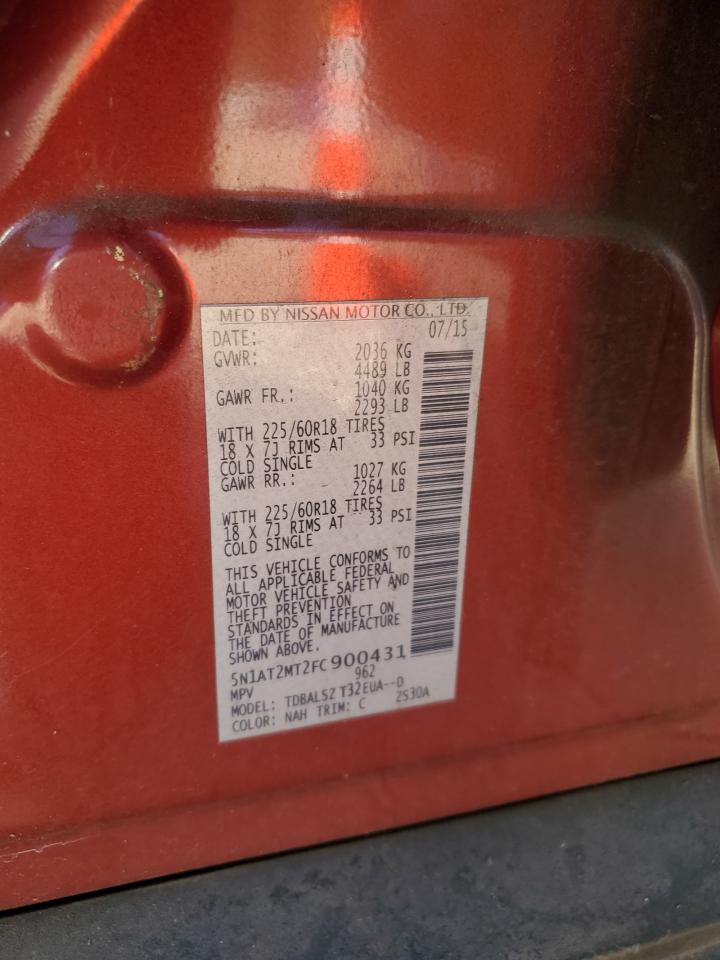 MFD BY NISSAN MOTOR CO., LTD.
DATE: 07/15
GVWR: 2036 KG
4489 LB
GAWR FR.: 1040 KG
2293 LB
WITH 225/60R18 TIRES
18 X 7J RIMS AT 33 PSI
COLD SINGLE
GAWR RR.: 1027 KG
2264 LB
WITH 225/60R18 TIRES
18 X 7J RIMS AT 33 PSI
COLD SINGLE
THIS VEHICLE CONFORMS TO
ALL APPLICABLE FEDERAL
MOTOR VEHICLE SAFETY AND
THEFT PREVENTION
STANDARDS IN EFFECT ON
THE DATE OF MANUFACTURE
SHOWN ABOVE.
5N1AT2MT2FC900431
MPV 962
MODEL: TDBALSZ T32EUA--D
COLOR: NAH TRIM: C 2S30A